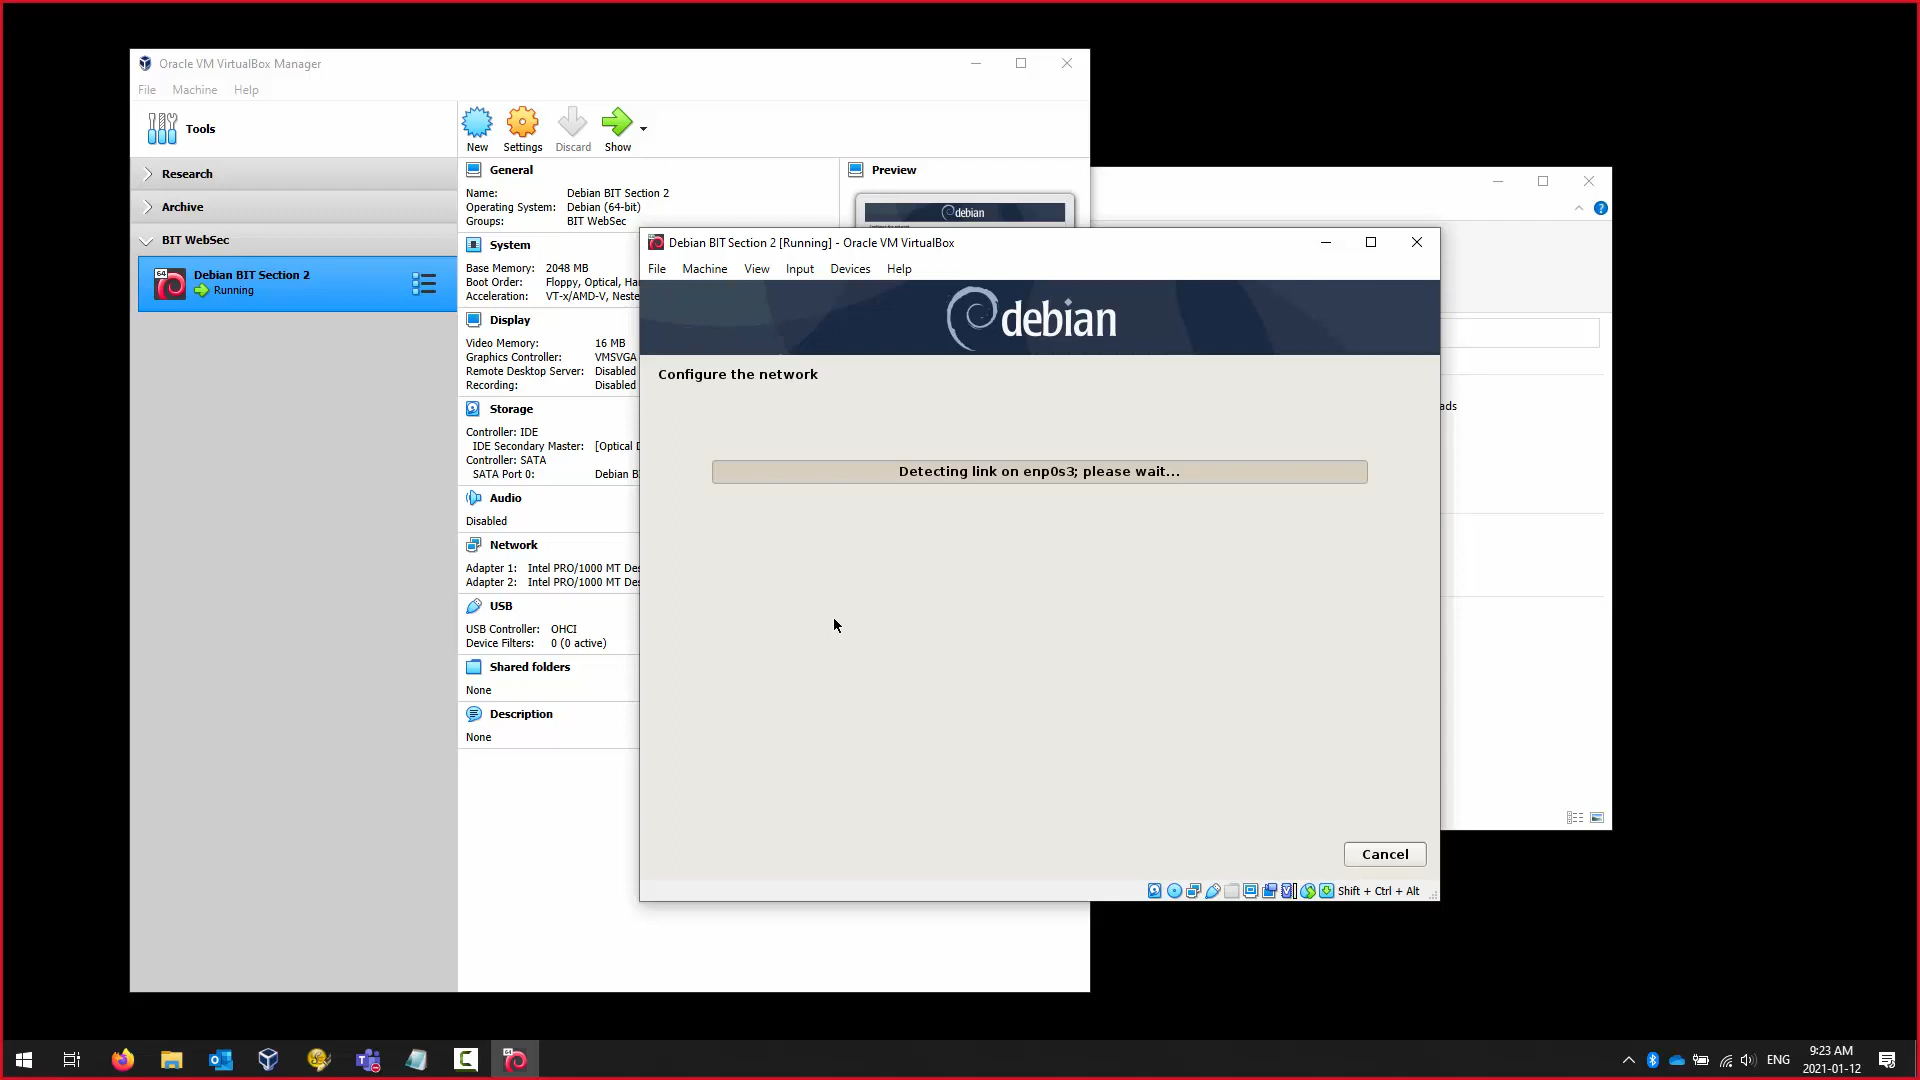 Oracle VM VirtualBox Manager
File Machine Help
Tools
New Settings Discard Show
Research
Archive
BIT WebSec
64
Debian BIT Section 2
Running
General
Name: Debian BIT Section 2
Operating System: Debian (64-bit)
Groups: BIT WebSec
System
Base Memory: 2048 MB
Boot Order: Floppy, Optical, Ha
Acceleration: VT-x/AMD-V, Neste
Display
Video Memory: 16 MB
Graphics Controller: VMSVGA
Remote Desktop Server: Disabled
Recording: Disabled
Storage
Controller: IDE
IDE Secondary Master: [Optical D
Controller: SATA
SATA Port 0: Debian B
Audio
Disabled
Network
Adapter 1: Intel PRO/1000 MT Des
Adapter 2: Intel PRO/1000 MT Des
USB
USB Controller: OHCI
Device Filters: 0 (0 active)
Shared folders
None
Description
None
Preview
debian
Debian BIT Section 2 [Running] - Oracle VM VirtualBox
File Machine View Input Devices Help
debian
Configure the network
Detecting link on enp0s3; please wait...
Cancel
Shift + Ctrl + Alt
ads
ENG
9:23 AM
2021-01-12